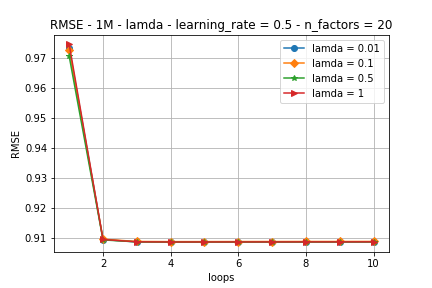 RMSE - 1M - lamda - learning_rate = 0.5 - n_factors = 20
lamda = 0.01
lamda = 0.1
lamda = 0.5
lamda = 1
0.97
0.96
0.95
0.94
0.93
0.92
0.91
RMSE
2 4 6 8 10
loops